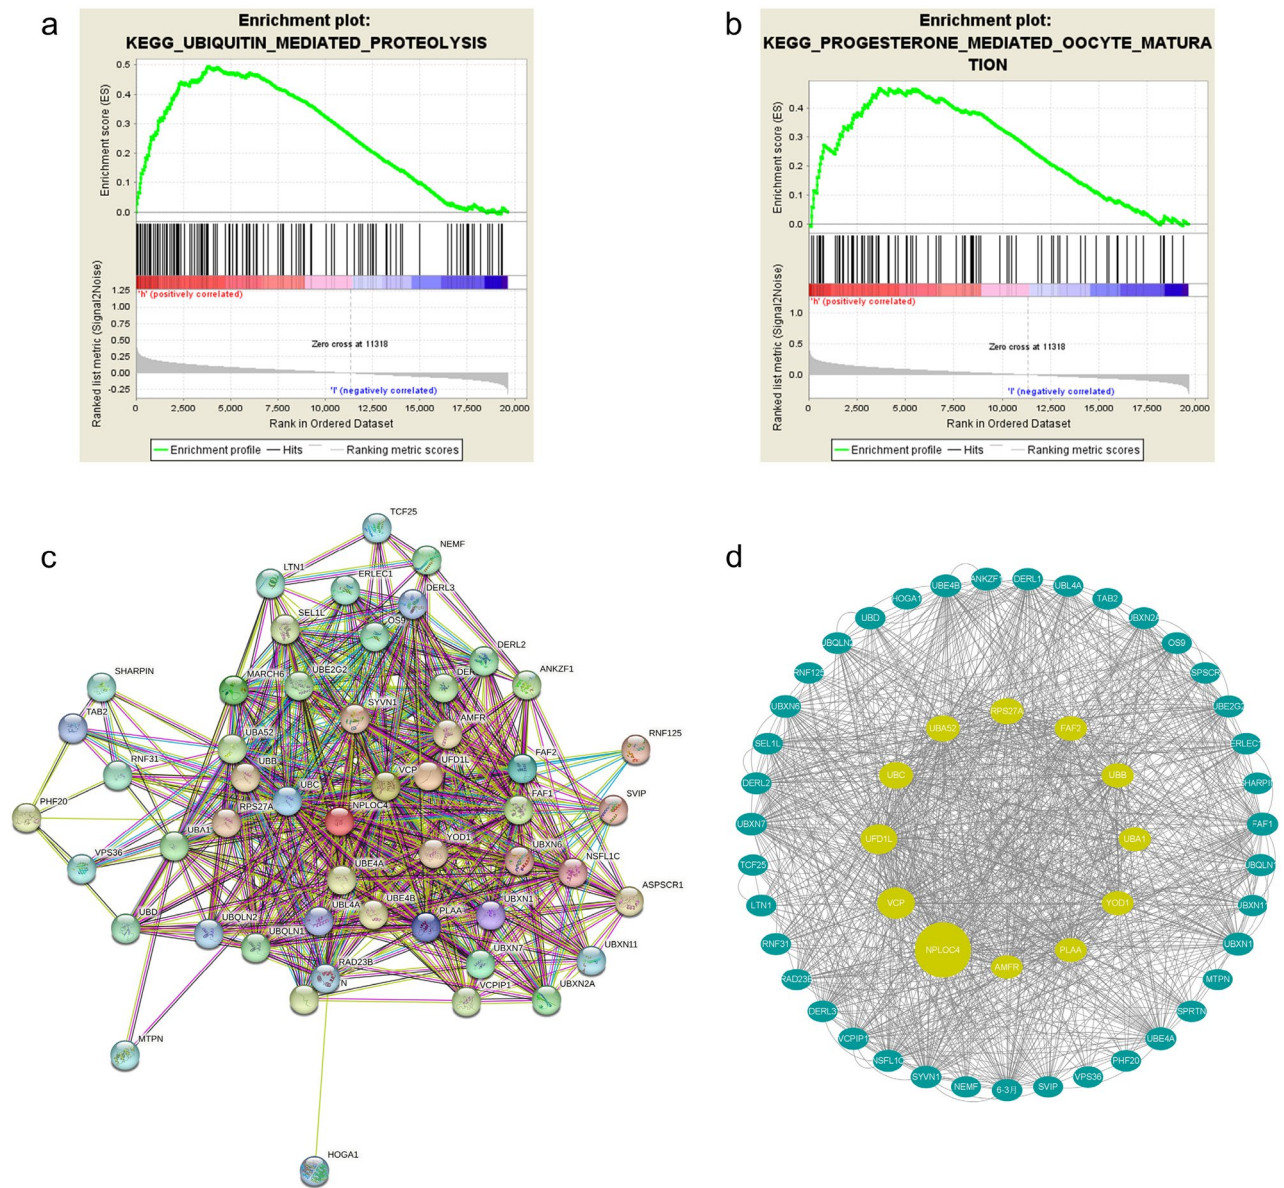 a
Enrichment plot:
KEGG_UBIQUITIN_MEDIATED_PROTEOLYSIS
Enrichment score (ES)
0.5
0.4
0.3
0.2
0.1
0.0
Ranked list metric (Signal2Noise)
'h' (positively correlated)
1.25
1.00
0.75
0.50
0.25
0.00
-0.25
Zero cross at 11318
'l' (negatively correlated)
0
2,500
5,000
7,500
10,000
12,500
15,000
17,500
20,000
Rank in Ordered Dataset
Enrichment profile
Hits
Ranking metric scores
b
Enrichment plot:
KEGG_PROGESTERONE_MEDIATED_OOCYTE_MATURA
TION
Enrichment score (ES)
0.4
0.3
0.2
0.1
0.0
Ranked list metric (Signal2Noise)
'h' (positively correlated)
1.0
0.5
0.0
Zero cross at 11318
'l' (negatively correlated)
0
2,500
5,000
7,500
10,000
12,500
15,000
17,500
20,000
Rank in Ordered Dataset
Enrichment profile
Hits
Ranking metric scores
c
TCF25
NEMF
LTN1
ERLEC1
DERL3
SEL1L
OS9
DERL2
SHARPIN
MARCH6
UBE2G2
DER
ANKZF1
TAB2
SYVN1
AMFR
RNF125
UBA52
RNF31
UBB
UFD1L
FAF2
VCP
UBC
SVIP
PHF20
RPS27A
NPLOC4
FAF1
UBA1
YOD1
UBXN6
VPS36
UBE4A
NSFL1C
UBE4B
ASPSCR1
UBD
UBQLN2
UBL4A
PLAA
UBXN1
UBQLN1
UBXN7
UBXN11
RAD23B
N
VCPIP1
UBXN2A
MTPN
HOGA1
d
UBE4B
ANKZF1
DERL1
UBL4A
HOGA1
TAB2
UBD
UBXN2A
UBQLN2
OS9
RNF125
SPSCR
UBXN6
RPS27A
UBE2G2
UBA52
FAF2
SEL1L
ERLEC1
DERL2
UBC
UBB
SHARPIN
UBXN7
UFD1L
UBA1
FAF1
TCF25
UBQLN1
LTN1
VCP
YOD1
UBXN11
RNF31
NPLOC4
AMFR
PLAA
UBXN1
RAD23B
MTPN
DERL3
SPRTN
VCPIP1
UBE4A
NSFL1C
PHF20
SYVN1
VPS36
NEMF
6-3月
SVIP